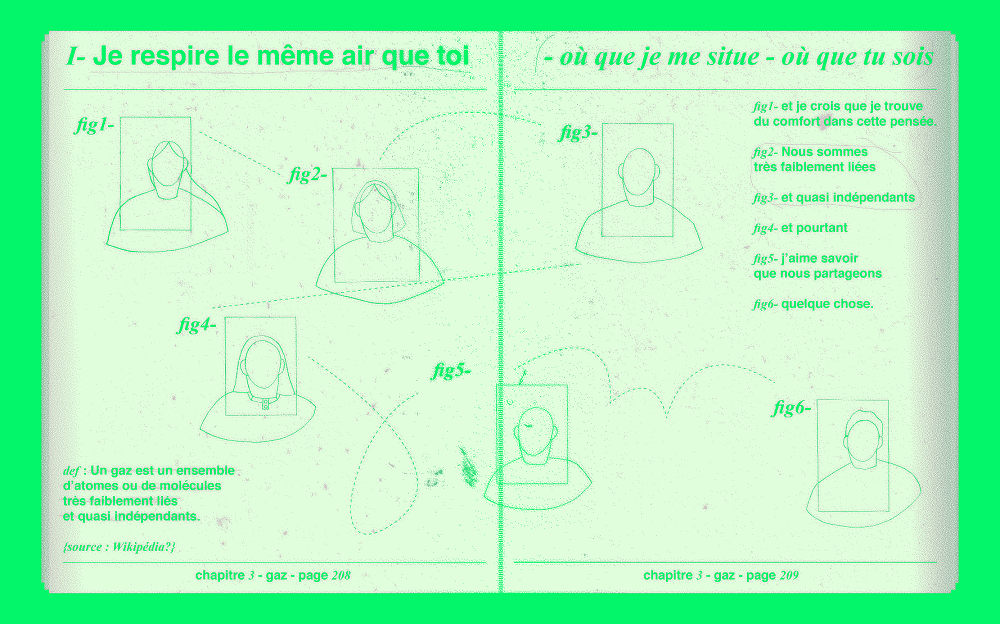 I- Je respire le même air que toi
- où que je me situe - où que tu sois
fig1-
fig2-
fig3-
fig4-
fig5-
fig6-
fig1- et je crois que je trouve
du comfort dans cette pensée.
fig2- Nous sommes
très faiblement liées
fig3- et quasi indépendants
fig4- et pourtant
fig5- j'aime savoir
que nous partageons
fig6- quelque chose.
def : Un gaz est un ensemble
d'atomes ou de molécules
très faiblement liés
et quasi indépendants.
{source : Wikipédia?}
chapitre 3 - gaz - page 208
chapitre 3 - gaz - page 209